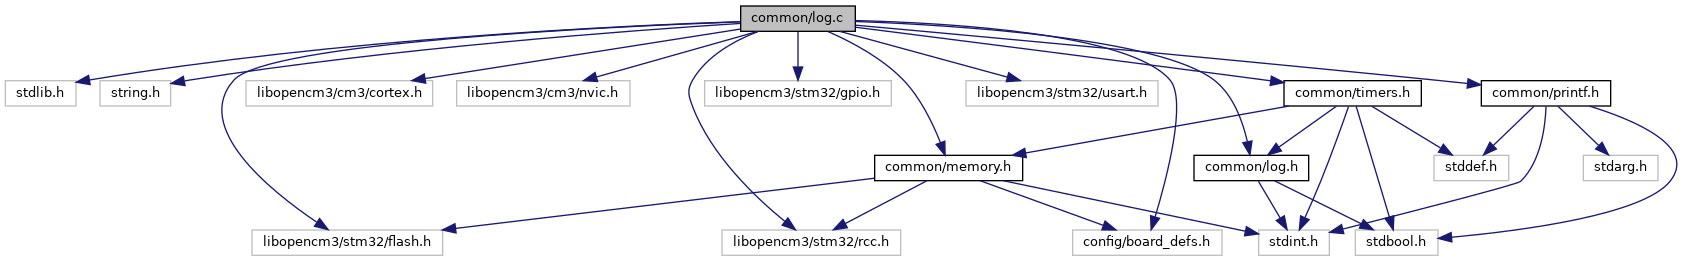 common/log.c
stdlib.h
string.h
libopencm3/cm3/cortex.h
libopencm3/cm3/nvic.h
libopencm3/stm32/gpio.h
libopencm3/stm32/usart.h
common/timers.h
common/printf.h
common/memory.h
common/log.h
stddef.h
stdarg.h
libopencm3/stm32/flash.h
libopencm3/stm32/rcc.h
config/board_defs.h
stdint.h
stdbool.h